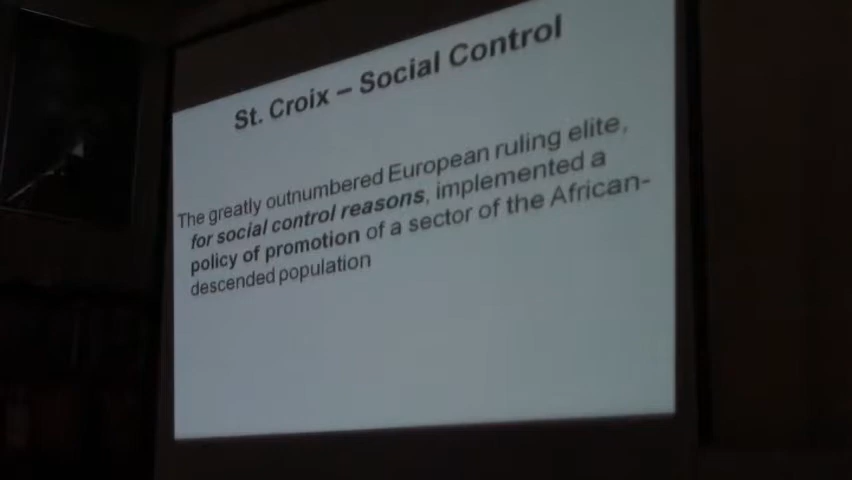 St. Croix – Social Control
The greatly outnumbered European ruling elite,
for social control reasons, implemented a
policy of promotion of a sector of the African-
descended population